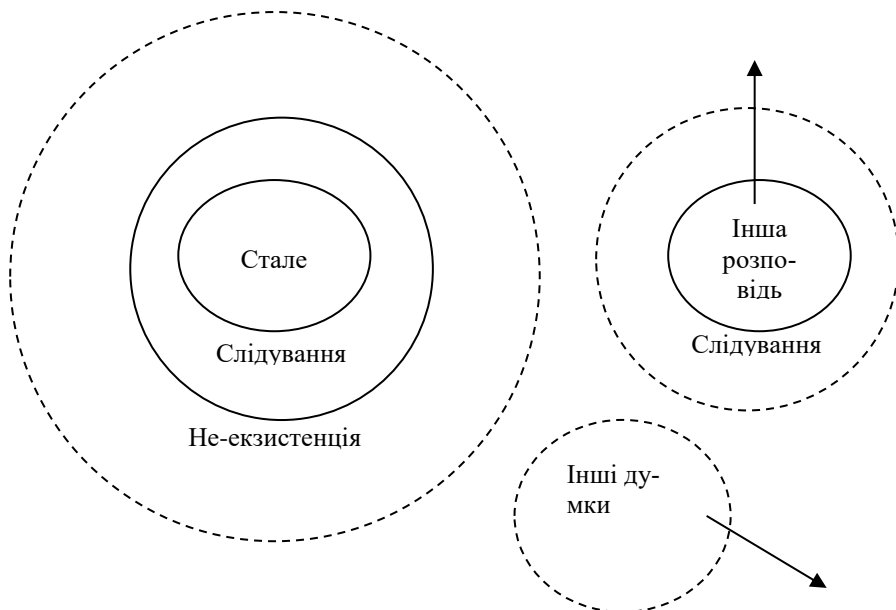 Стале
Слідування
Не-екзистенція
Інша
розпо-
відь
Слідування
Інші ду-
мки